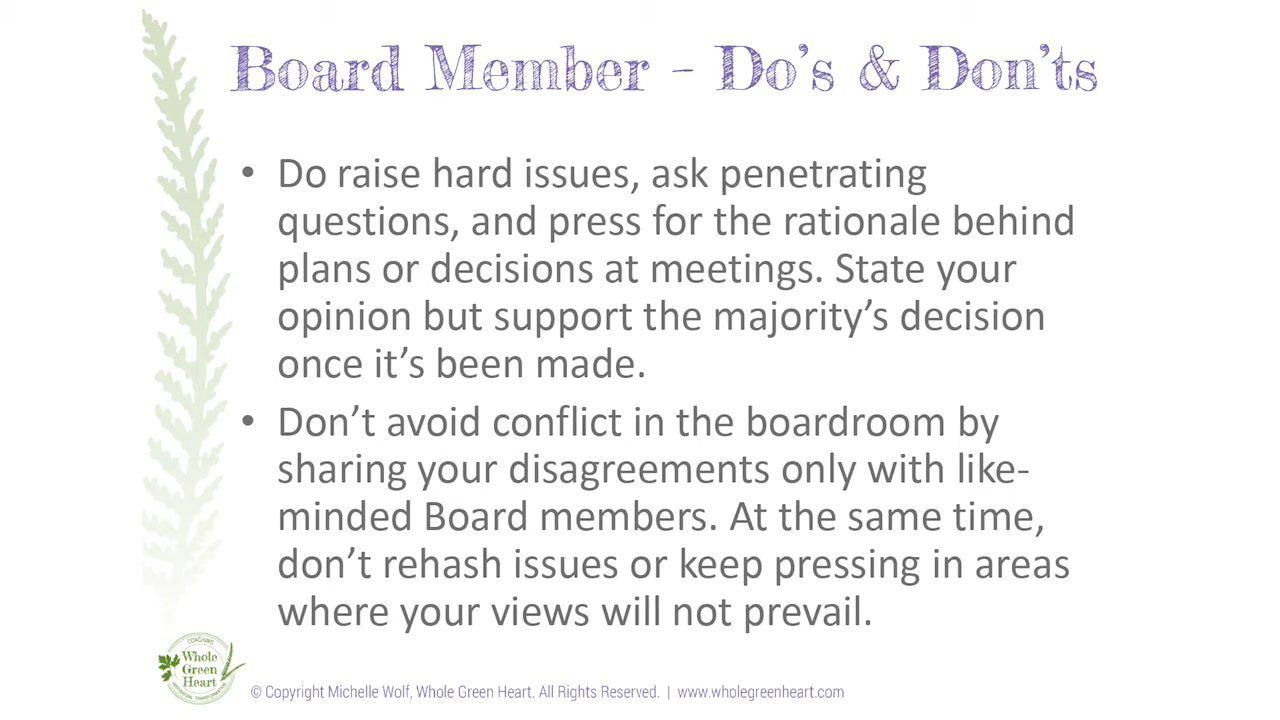 Board Member – Do's & Don'ts
• Do raise hard issues, ask penetrating
questions, and press for the rationale behind
plans or decisions at meetings. State your
opinion but support the majority’s decision
once it’s been made.
• Don’t avoid conflict in the boardroom by
sharing your disagreements only with like-
minded Board members. At the same time,
don’t rehash issues or keep pressing in areas
where your views will not prevail.
COACHING
Whole
Green
Heart
© Copyright Michelle Wolf, Whole Green Heart. All Rights Reserved. | www.wholegreenheart.com